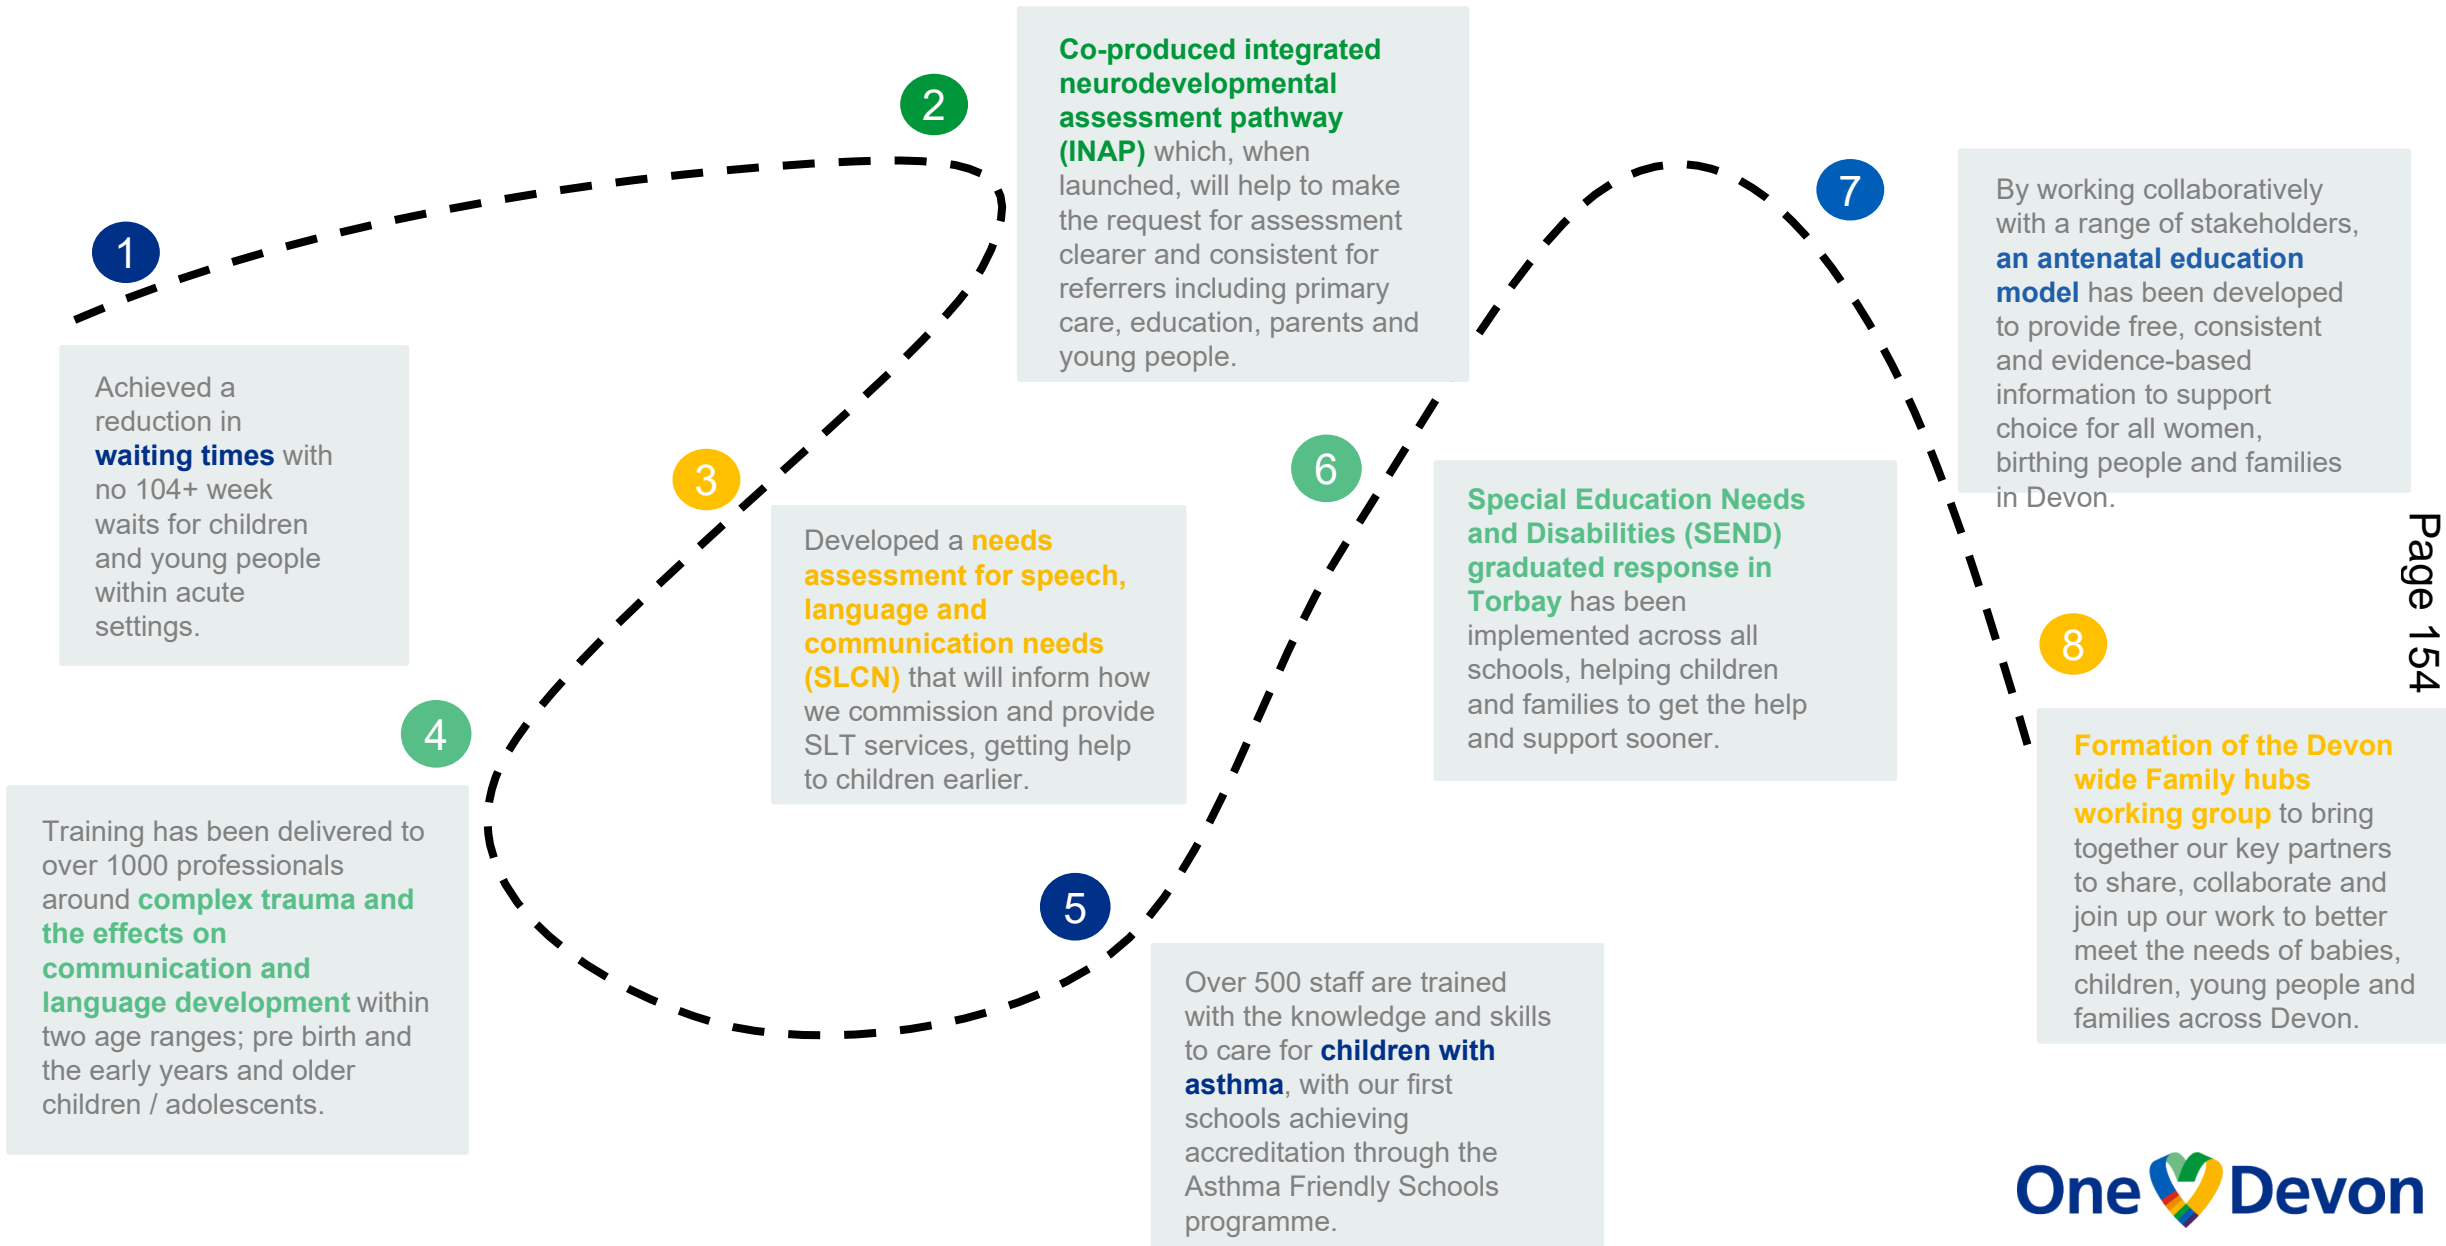 1
Achieved a
reduction in
waiting times with
no 104+ week
waits for children
and young people
within acute
settings.
2
Co-produced integrated
neurodevelopmental
assessment pathway
(INAP) which, when
launched, will help to make
the request for assessment
clearer and consistent for
referrers including primary
care, education, parents and
young people.
3
Developed a needs
assessment for speech,
language and
communication needs
(SLCN) that will inform how
we commission and provide
SLT services, getting help
to children earlier.
4
Training has been delivered to
over 1000 professionals
around complex trauma and
the effects on
communication and
language development within
two age ranges; pre birth and
the early years and older
children / adolescents.
5
Over 500 staff are trained
with the knowledge and skills
to care for children with
asthma, with our first
schools achieving
accreditation through the
Asthma Friendly Schools
programme.
6
Special Education Needs
and Disabilities (SEND)
graduated response in
Torbay has been
implemented across all
schools, helping children
and families to get the help
and support sooner.
7
By working collaboratively
with a range of stakeholders,
an antenatal education
model has been developed
to provide free, consistent
and evidence-based
information to support
choice for all women,
birthing people and families
in Devon.
8
Formation of the Devon
wide Family hubs
working group to bring
together our key partners
to share, collaborate and
join up our work to better
meet the needs of babies,
children, young people and
families across Devon.
Page 154
One Devon